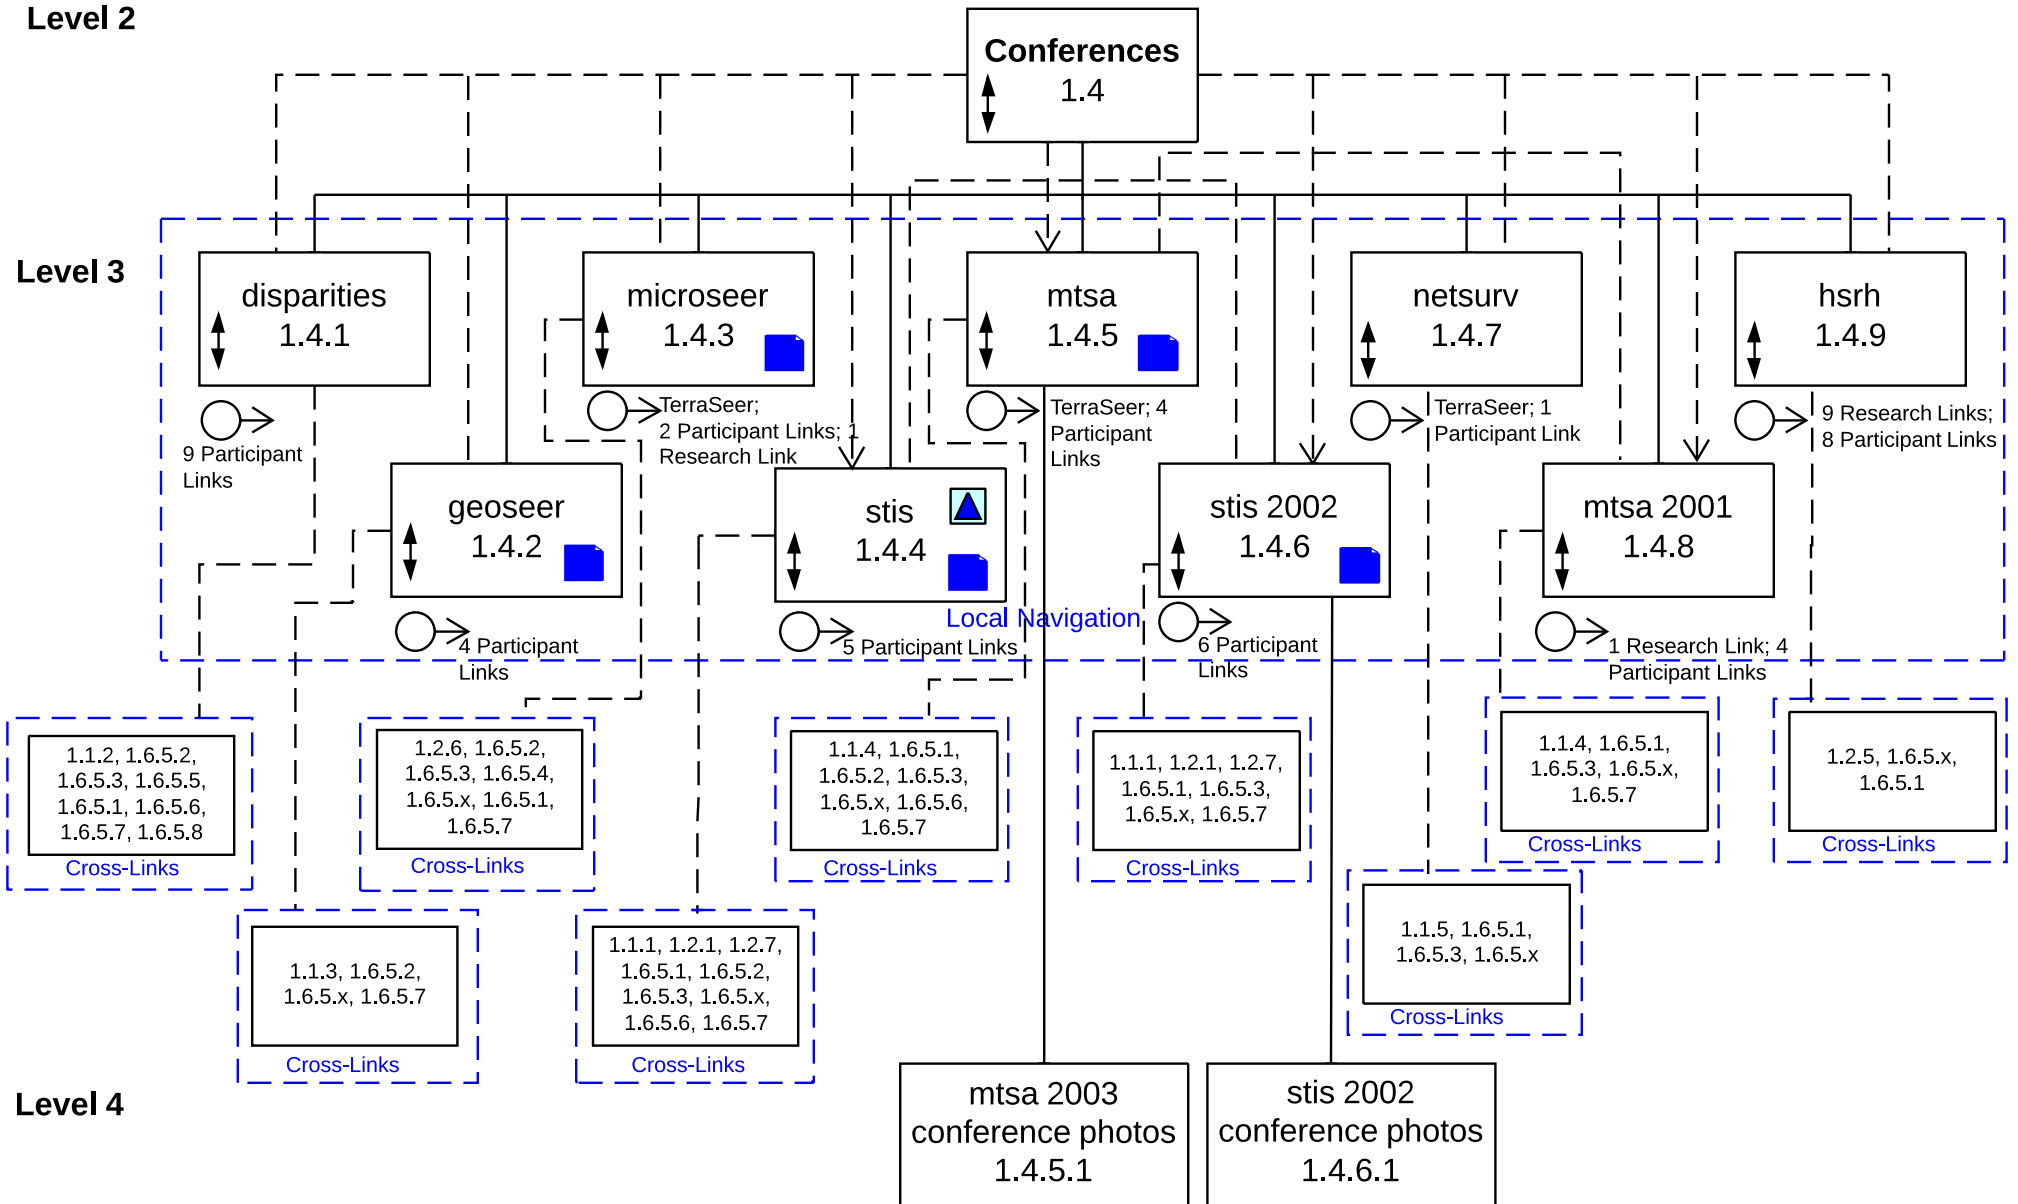 Level 2
Conferences
1.4
Level 3
disparities
1.4.1
microseer
1.4.3
mtsa
1.4.5
netsurv
1.4.7
hsrh
1.4.9
9 Participant
Links
TerraSeer;
2 Participant Links; 1
Research Link
TerraSeer; 4
Participant
Links
TerraSeer; 1
Participant Link
9 Research Links;
8 Participant Links
geoseer
1.4.2
stis
1.4.4
stis 2002
1.4.6
mtsa 2001
1.4.8
Local Navigation
4 Participant
Links
5 Participant Links
6 Participant
Links
1 Research Link; 4
Participant Links
1.1.2, 1.6.5.2,
1.6.5.3, 1.6.5.5,
1.6.5.1, 1.6.5.6,
1.6.5.7, 1.6.5.8
Cross-Links
1.2.6, 1.6.5.2,
1.6.5.3, 1.6.5.4,
1.6.5.x, 1.6.5.1,
1.6.5.7
Cross-Links
1.1.4, 1.6.5.1,
1.6.5.2, 1.6.5.3,
1.6.5.x, 1.6.5.6,
1.6.5.7
Cross-Links
1.1.1, 1.2.1, 1.2.7,
1.6.5.1, 1.6.5.3,
1.6.5.x, 1.6.5.7
Cross-Links
1.1.4, 1.6.5.1,
1.6.5.3, 1.6.5.x,
1.6.5.7
Cross-Links
1.2.5, 1.6.5.x,
1.6.5.1
Cross-Links
1.1.3, 1.6.5.2,
1.6.5.x, 1.6.5.7
Cross-Links
1.1.1, 1.2.1, 1.2.7,
1.6.5.1, 1.6.5.2,
1.6.5.3, 1.6.5.x,
1.6.5.6, 1.6.5.7
Cross-Links
1.1.5, 1.6.5.1,
1.6.5.3, 1.6.5.x
Cross-Links
Level 4
mtsa 2003
conference photos
1.4.5.1
stis 2002
conference photos
1.4.6.1